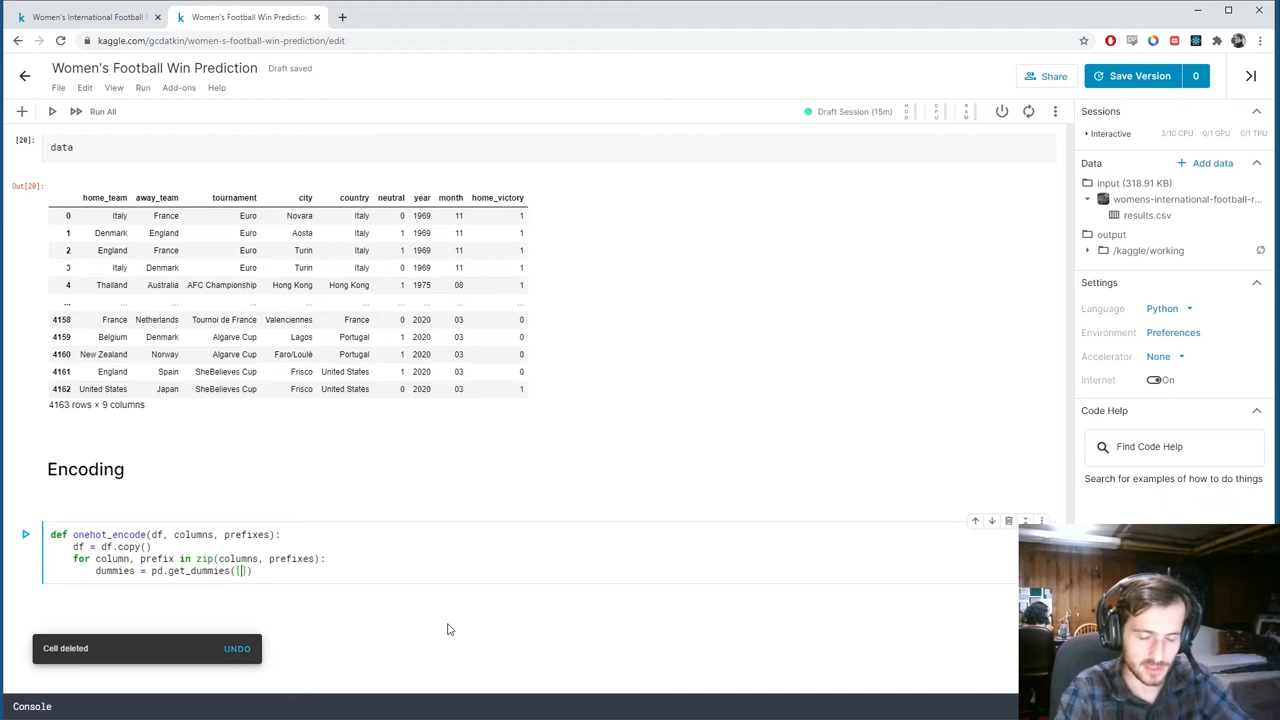 Women's International Football F
Women's Football Win Prediction
kaggle.com/gcdatkin/women-s-football-win-prediction/edit
Women's Football Win Prediction
Draft saved
File Edit View Run Add-ons Help
Share
Save Version
0
Run All
Draft Session (15m)
HDD
CPU
RAM
[20]:
data
Out[20]:
home_team away_team tournament city country neutral year month home_victory
0 Italy France Euro Novara Italy 0 1969 11 1
1 Denmark England Euro Aosta Italy 1 1969 11 1
2 England France Euro Turin Italy 1 1969 11 1
3 Italy Denmark Euro Turin Italy 0 1969 11 1
4 Thailand Australia AFC Championship Hong Kong Hong Kong 1 1975 08 1
... ... ... ... ... ... ... ... ... ...
4158 France Netherlands Tournoi de France Valenciennes France 0 2020 03 0
4159 Belgium Denmark Algarve Cup Lagos Portugal 1 2020 03 0
4160 New Zealand Norway Algarve Cup Faro/Loulé Portugal 1 2020 03 0
4161 England Spain SheBelieves Cup Frisco United States 1 2020 03 0
4162 United States Japan SheBelieves Cup Frisco United States 0 2020 03 1
4163 rows × 9 columns
Encoding
def onehot_encode(df, columns, prefixes):
df = df.copy()
for column, prefix in zip(columns, prefixes):
dummies = pd.get_dummies([])
Cell deleted
UNDO
Console
Sessions
Interactive 3/10 CPU 0/1 GPU 0/1 TPU
Data
Add data
input (318.91 KB)
womens-international-football-r...
results.csv
output
/kaggle/working
Settings
Language Python
Environment Preferences
Accelerator None
Internet On
Code Help
Find Code Help
Search for examples of how to do things